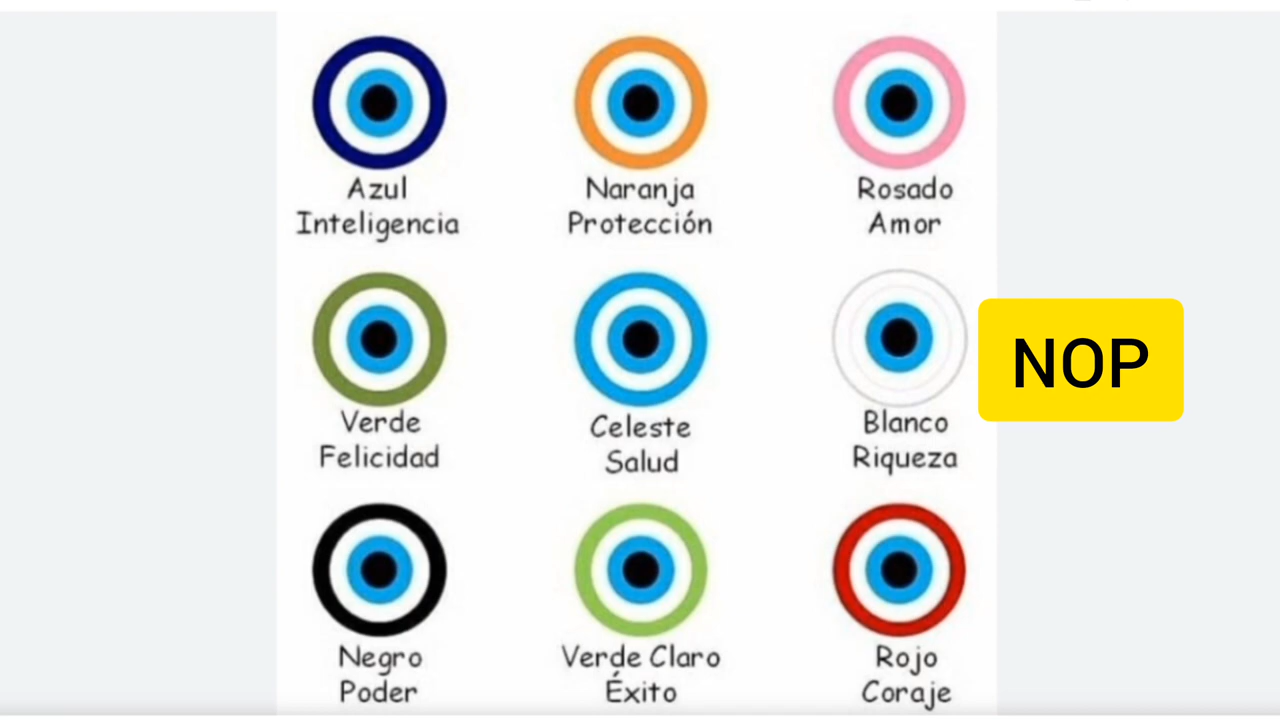 Azul
Inteligencia
Naranja
Protección
Rosado
Amor
Verde
Felicidad
Celeste
Salud
Blanco
Riqueza
NOP
Negro
Poder
Verde Claro
Éxito
Rojo
Coraje